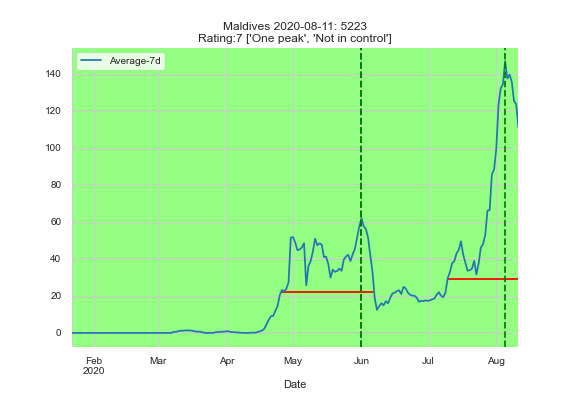 Maldives 2020-08-11: 5223
Rating:7 ['One peak', 'Not in control']
Average-7d
140
120
100
80
60
40
20
0
Feb
2020
Mar
Apr
May
Jun
Jul
Aug
Date